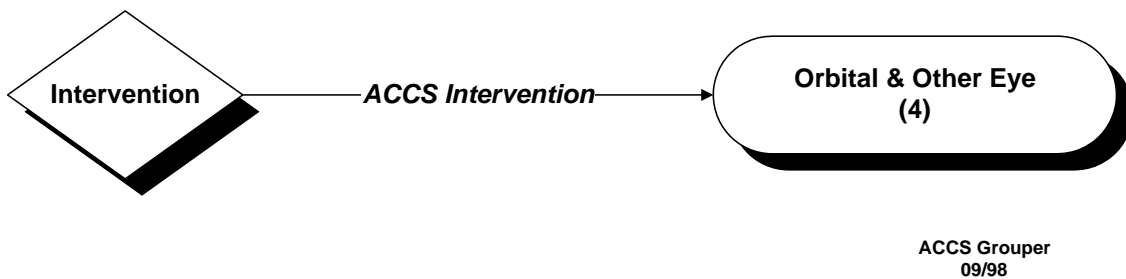 Intervention
ACCS Intervention
Orbital & Other Eye
(4)
ACCS Grouper
09/98